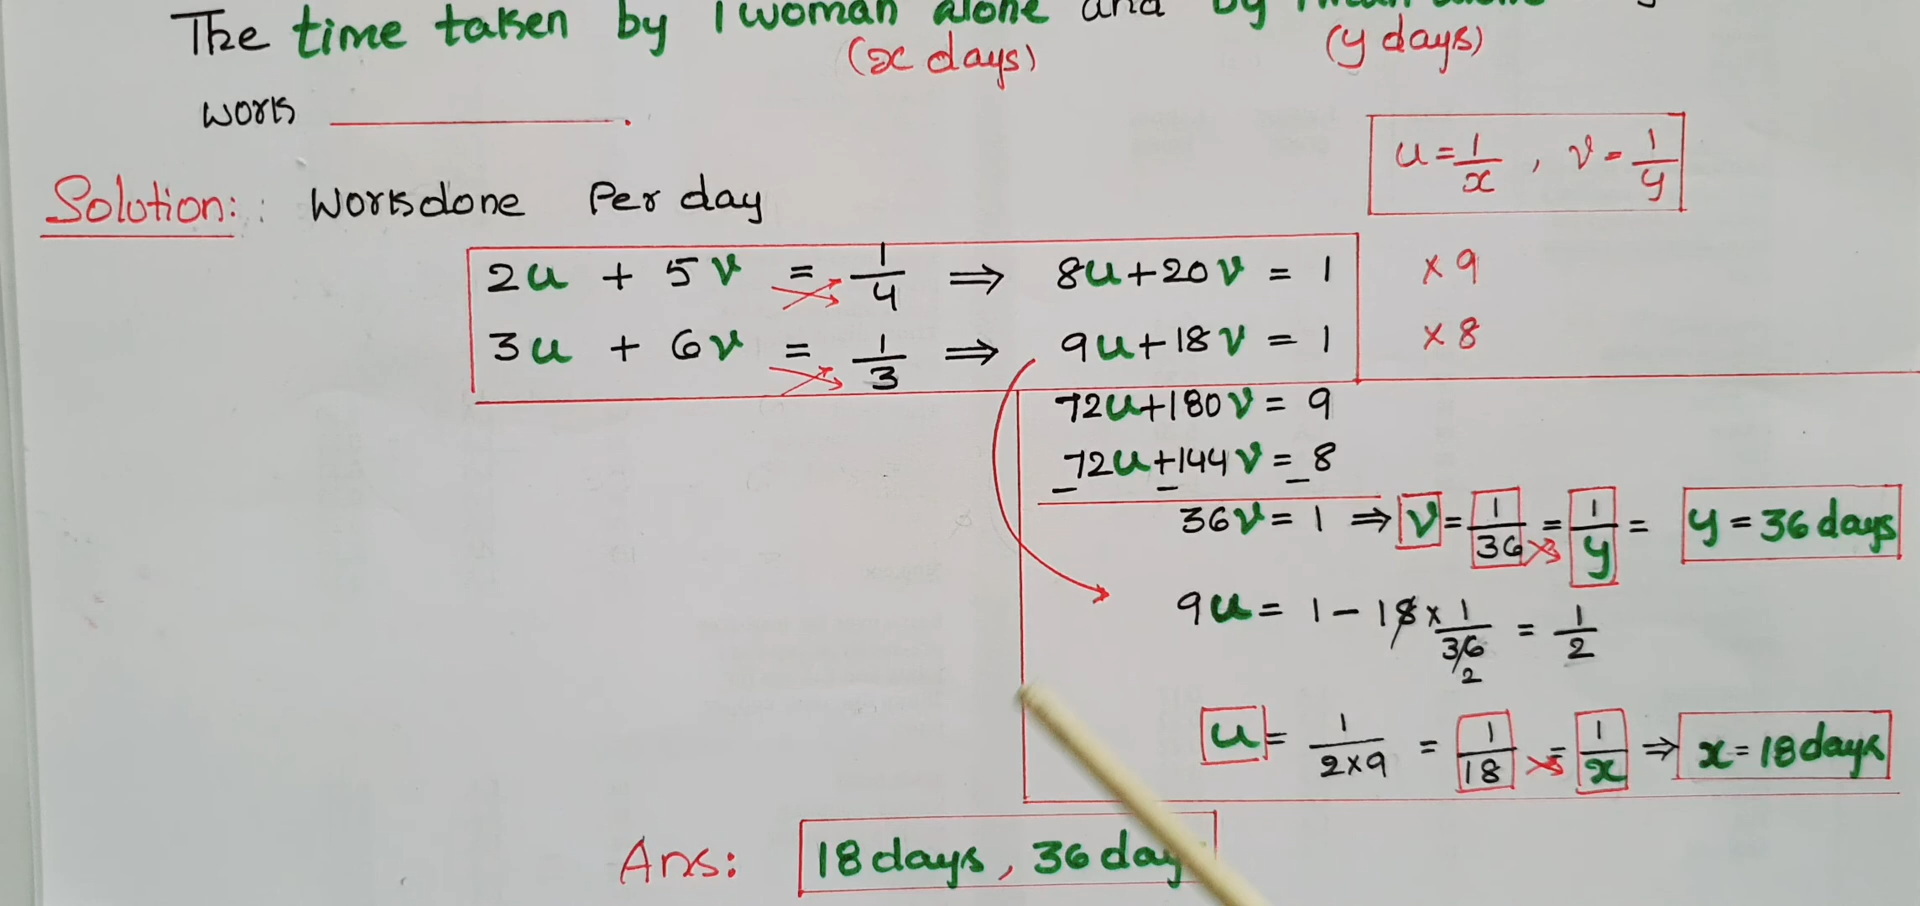 The time taken by 1 woman alone and by
(x days) (y days)
work ________.
u = 1/x , v = 1/y
Solution: Workdone Per day
2u + 5v = 1/4 ⇒ 8u+20v = 1 ×9
3u + 6v = 1/3 ⇒ 9u+18v = 1 ×8
72u+180v = 9
72u+144v = 8
36v = 1 ⇒ v = 1/36 = 1/y = y = 36 days
9u = 1 - 18 × 1/36 2 = 1/2
u = 1/2×9 = 1/18 = 1/x ⇒ x = 18 days
Ans: 18 days, 36 day